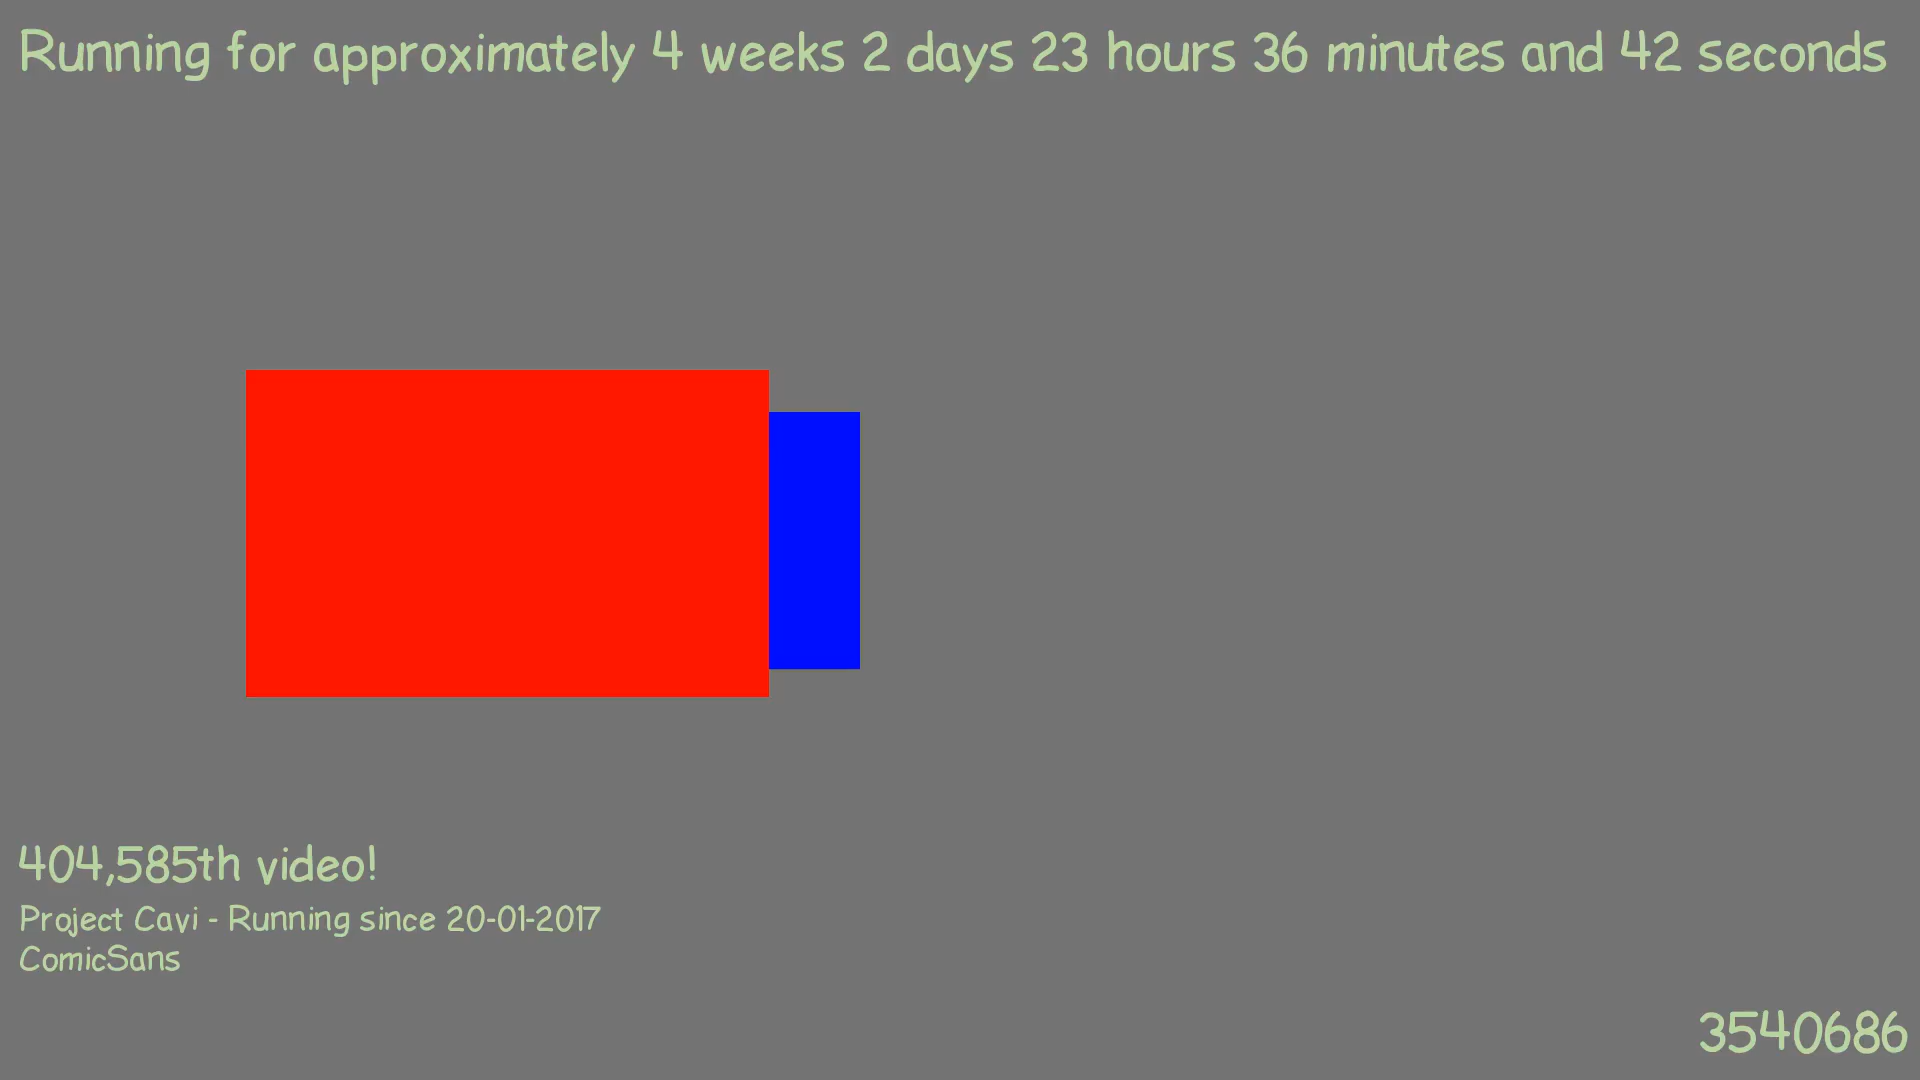 Running for approximately 4 weeks 2 days 23 hours 36 minutes and 42 seconds
404,585th video!
Project Cavi - Running since 20-01-2017
ComicSans
3540686